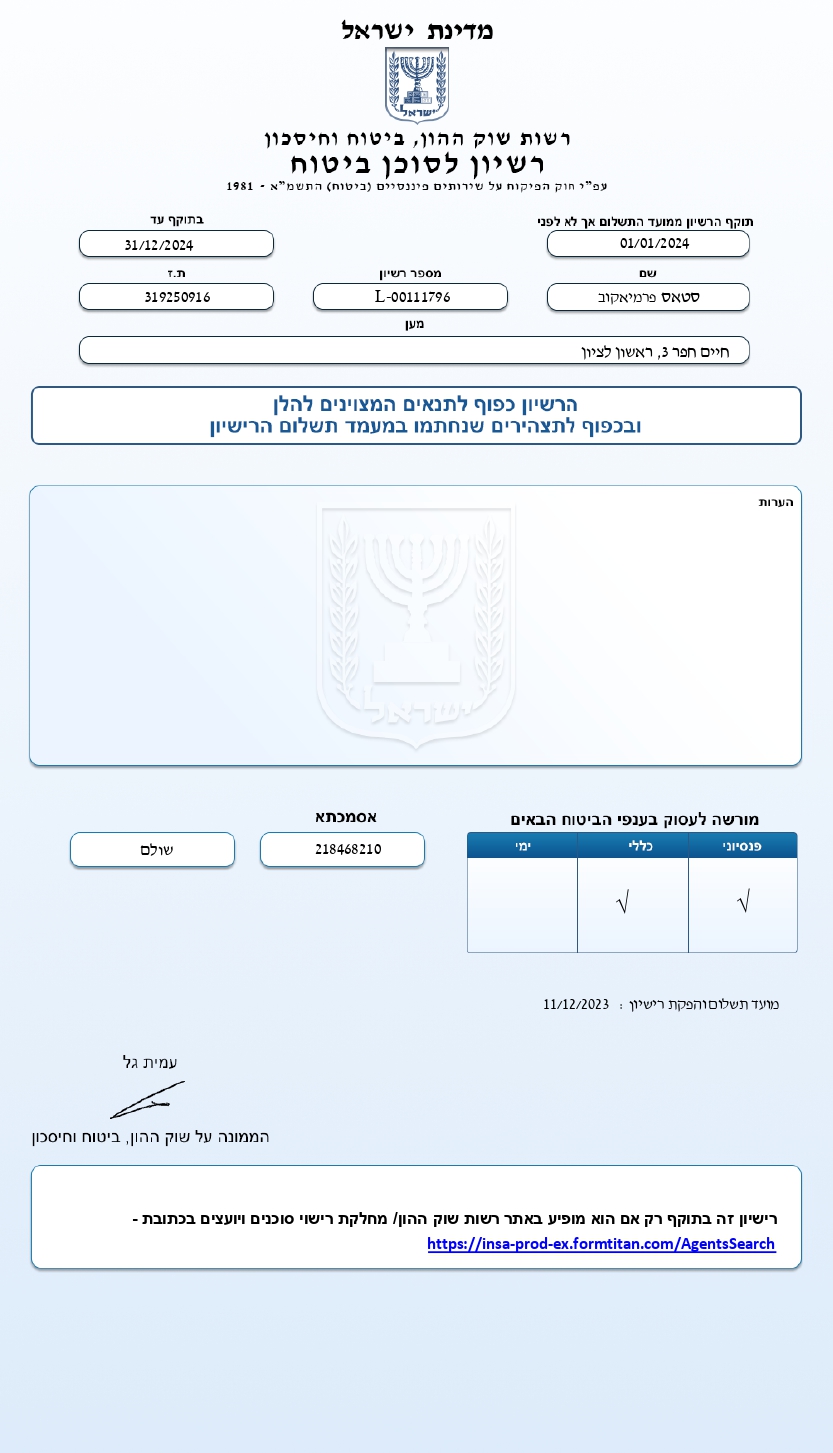 מדינת ישראל
ישראל
רשות שוק ההון, ביטוח וחיסכון
רשיון לסוכן ביטוח
עפ"י חוק הפיקוח על שירותים פיננסיים (ביטוח) התשמ"א - 1981
תוקף הרשיון ממועד התשלום אך לא לפני
בתוקף עד
01/01/2024
31/12/2024
שם
מספר רשיון
ת.ז
סטאס פרמיאקוב
L-00111796
319250916
מען
חיים חפר 3, ראשון לציון
הרשיון כפוף לתנאים המצוינים להלן
ובכפוף לתצהירים שנחתמו במעמד תשלום הרישיון
הערות
ישראל
מורשה לעסוק בענפי הביטוח הבאים
אסמכתא
פנסיוני
כללי
ימי
218468210
שולם
√
√
מועד תשלום והפקת רישיון : 11/12/2023
עמית גל
הממונה על שוק ההון, ביטוח וחיסכון
רישיון זה בתוקף רק אם הוא מופיע באתר רשות שוק ההון/ מחלקת רישוי סוכנים ויועצים בכתובת -
https://insa-prod-ex.formtitan.com/AgentsSearch